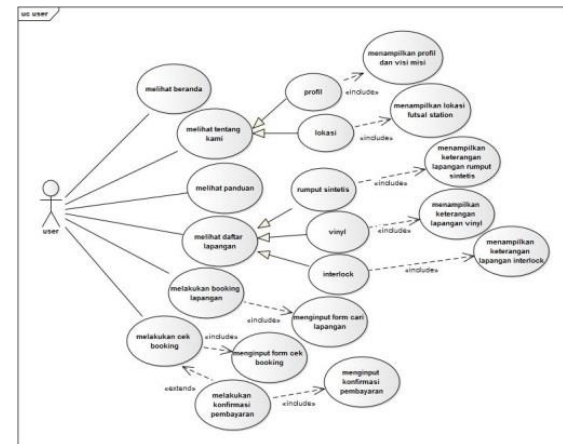 uc user
melihat beranda
melihat tentang
kami
melihat panduan
melihat daftar
lapangan
melakukan booking
lapangan
melakukan cek
booking
user
profil
lokasi
rumput sintetis
vinyl
interlock
menginput form cari
lapangan
menginput form cek
booking
melakukan
konfirmasi
pembayaran
menginput
konfirmasi
pembayaran
menampilkan profil
dan visi misi
menampilkan lokasi
futsal station
menampilkan
keterangan
lapangan rumput
sintetis
menampilkan
keterangan
lapangan vinyl
menampilkan
keterangan
lapangan interlock
«include»
«include»
«include»
«include»
«include»
«include»
«include»
«extend»
«include»